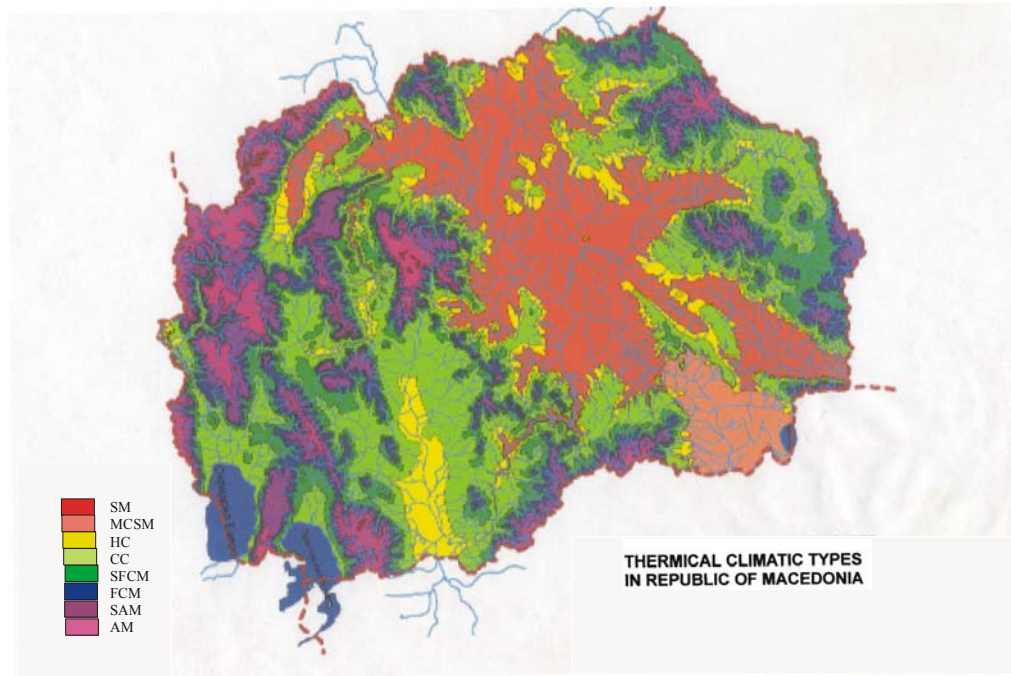 SM
MCSM
HC
CC
SFCM
FCM
SAM
AM
THERMICAL CLIMATIC TYPES
IN REPUBLIC OF MACEDONIA